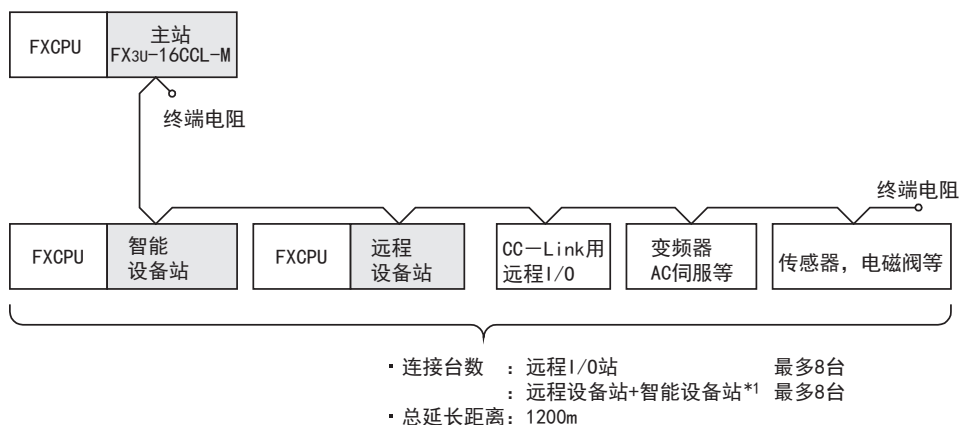 FXCPU
主站
FX3U-16CCL-M
终端电阻
终端电阻
FXCPU
智能
设备站
FXCPU
远程
设备站
CC-Link用
远程I/O
变频器
AC伺服等
传感器，电磁阀等
▪连接台数 ：远程I/O站 最多8台
：远程设备站+智能设备站*1 最多8台
▪总延长距离：1200m